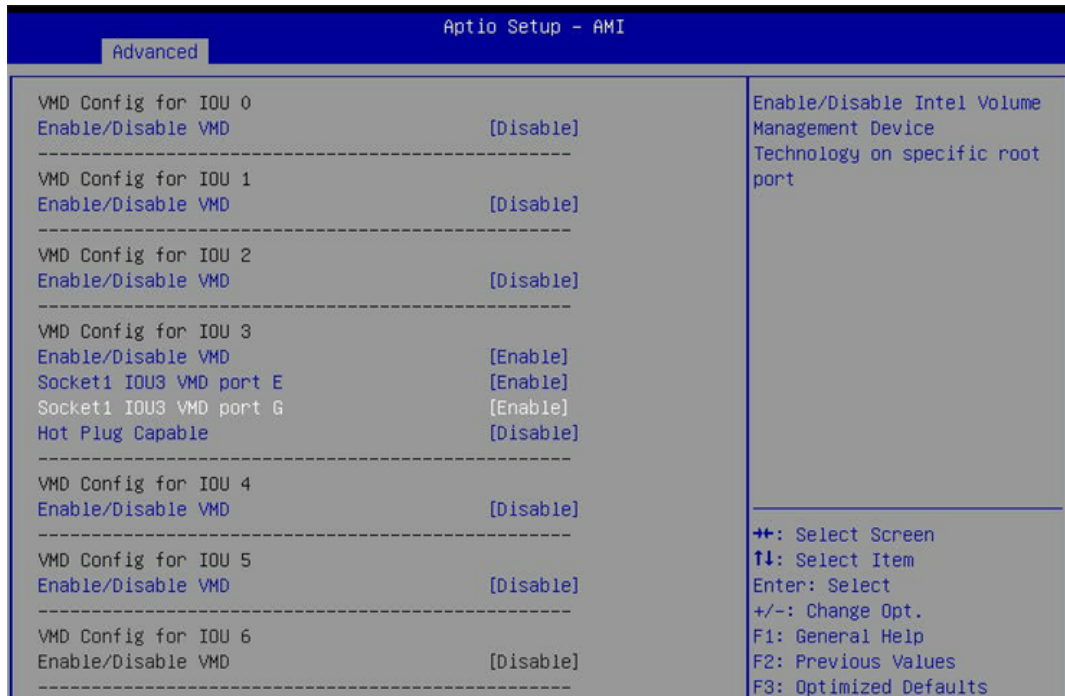 Aptio Setup - AMI
Advanced
VMD Config for IOU 0
Enable/Disable VMD [Disable]
------------------------------------------------
VMD Config for IOU 1
Enable/Disable VMD [Disable]
------------------------------------------------
VMD Config for IOU 2
Enable/Disable VMD [Disable]
------------------------------------------------
VMD Config for IOU 3
Enable/Disable VMD [Enable]
Socket1 IOU3 VMD port E [Enable]
Socket1 IOU3 VMD port G [Enable]
Hot Plug Capable [Disable]
------------------------------------------------
VMD Config for IOU 4
Enable/Disable VMD [Disable]
------------------------------------------------
VMD Config for IOU 5
Enable/Disable VMD [Disable]
------------------------------------------------
VMD Config for IOU 6
Enable/Disable VMD [Disable]
------------------------------------------------
Enable/Disable Intel Volume
Management Device
Technology on specific root
port
→←: Select Screen
↑↓: Select Item
Enter: Select
+/-: Change Opt.
F1: General Help
F2: Previous Values
F3: Optimized Defaults